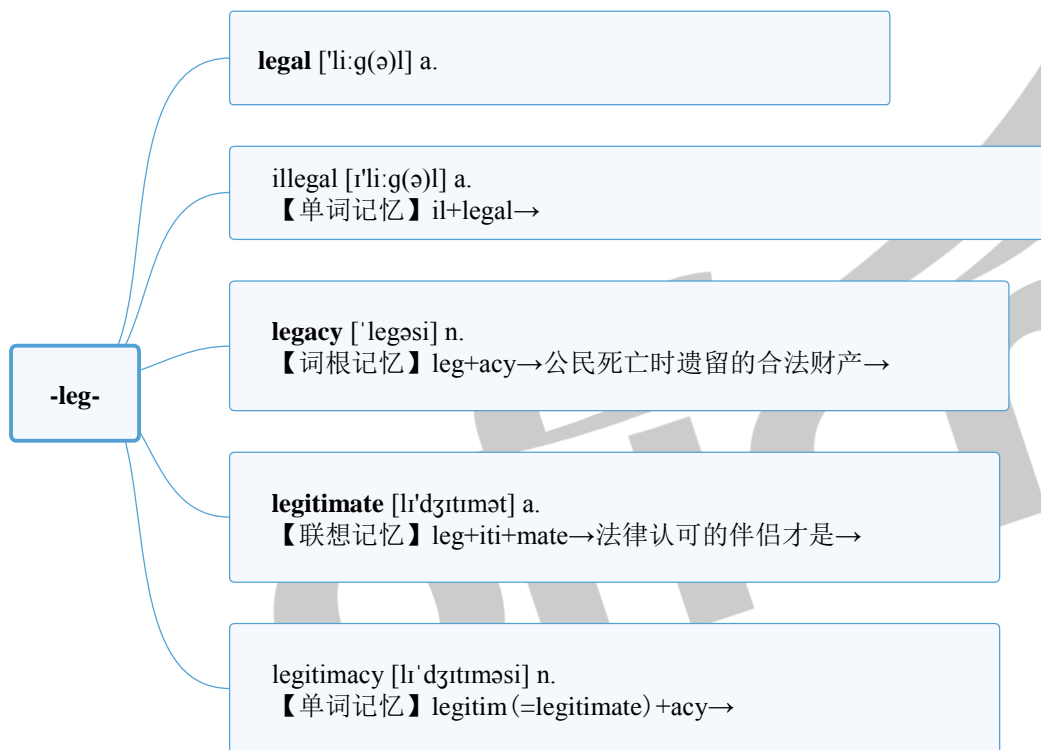 legal ['li:ɡ(ə)l] a.
illegal [ɪ'li:ɡ(ə)l] a.
【单词记忆】il+legal→
legacy [ˈleɡəsi] n.
【词根记忆】leg+acy→公民死亡时遗留的合法财产→
-leg-
legitimate [lɪ'dʒɪtɪmət] a.
【联想记忆】leg+iti+mate→法律认可的伴侣才是→
legitimacy [lɪˈdʒɪtɪməsi] n.
【单词记忆】legitim(=legitimate)+acy→